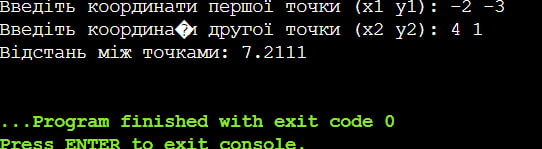 Введіть координати першої точки (x1 y1): -2 -3
Введіть координа�и другої точки (x2 y2): 4 1
Відстань між точками: 7.2111
...Program finished with exit code 0
Press ENTER to exit console.